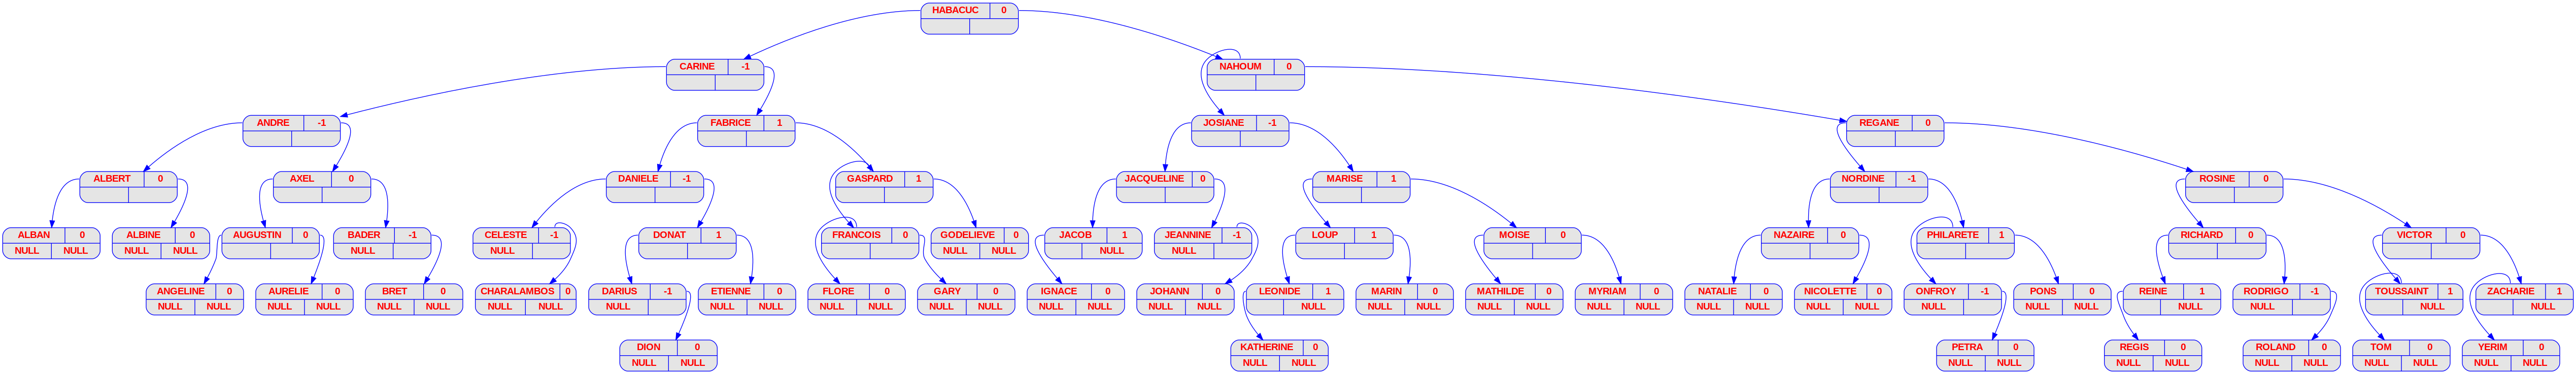 HABACUC 0
CARINE -1
NAHOUM 0
ANDRE -1
FABRICE 1
JOSIANE -1
REGANE 0
ALBERT 0
AXEL 0
DANIELE -1
GASPARD 1
JACQUELINE 0
MARISE 1
NORDINE -1
ROSINE 0
ALBAN 0
NULL NULL
ALBINE 0
NULL NULL
AUGUSTIN 0
BADER -1
NULL
CELESTE -1
NULL
DONAT 1
FRANCOIS 0
GODELIEVE 0
NULL NULL
JACOB 1
NULL
JEANNINE -1
NULL
LOUP 1
MOISE 0
NAZAIRE 0
PHILARETE 1
RICHARD 0
VICTOR 0
ANGELINE 0
NULL NULL
AURELIE 0
NULL NULL
BRET 0
NULL NULL
CHARALAMBOS 0
NULL NULL
DARIUS -1
NULL
ETIENNE 0
NULL NULL
FLORE 0
NULL NULL
GARY 0
NULL NULL
IGNACE 0
NULL NULL
JOHANN 0
NULL NULL
LEONIDE 1
NULL
MARIN 0
NULL NULL
MATHILDE 0
NULL NULL
MYRIAM 0
NULL NULL
NATALIE 0
NULL NULL
NICOLETTE 0
NULL NULL
ONFROY -1
NULL
PONS 0
NULL NULL
REINE 1
NULL
RODRIGO -1
NULL
TOUSSAINT 1
NULL
ZACHARIE 1
NULL
DION 0
NULL NULL
KATHERINE 0
NULL NULL
PETRA 0
NULL NULL
REGIS 0
NULL NULL
ROLAND 0
NULL NULL
TOM 0
NULL NULL
YERIM 0
NULL NULL